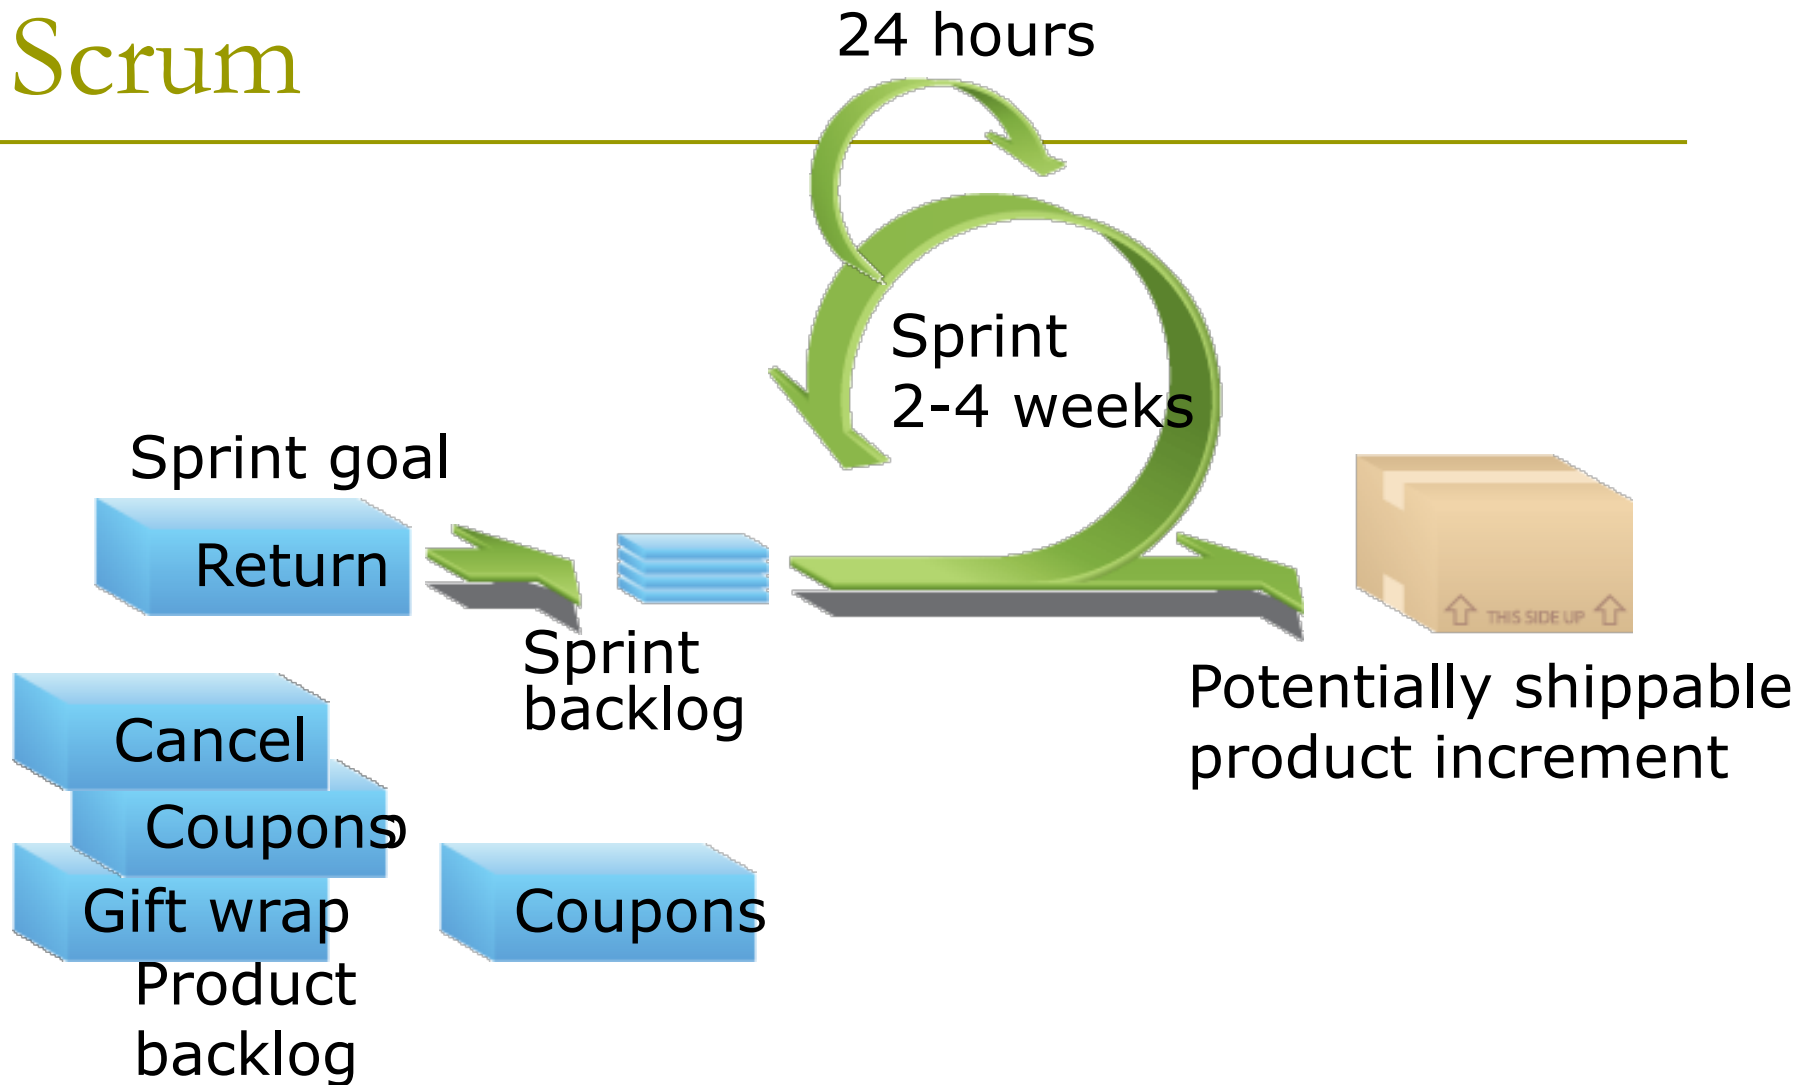 Scrum
24 hours
Sprint
2-4 weeks
Sprint goal
Return
Sprint
backlog
THIS SIDE UP
Potentially shippable
product increment
Cancel
Coupons
Gift wrap
Coupons
Product
backlog